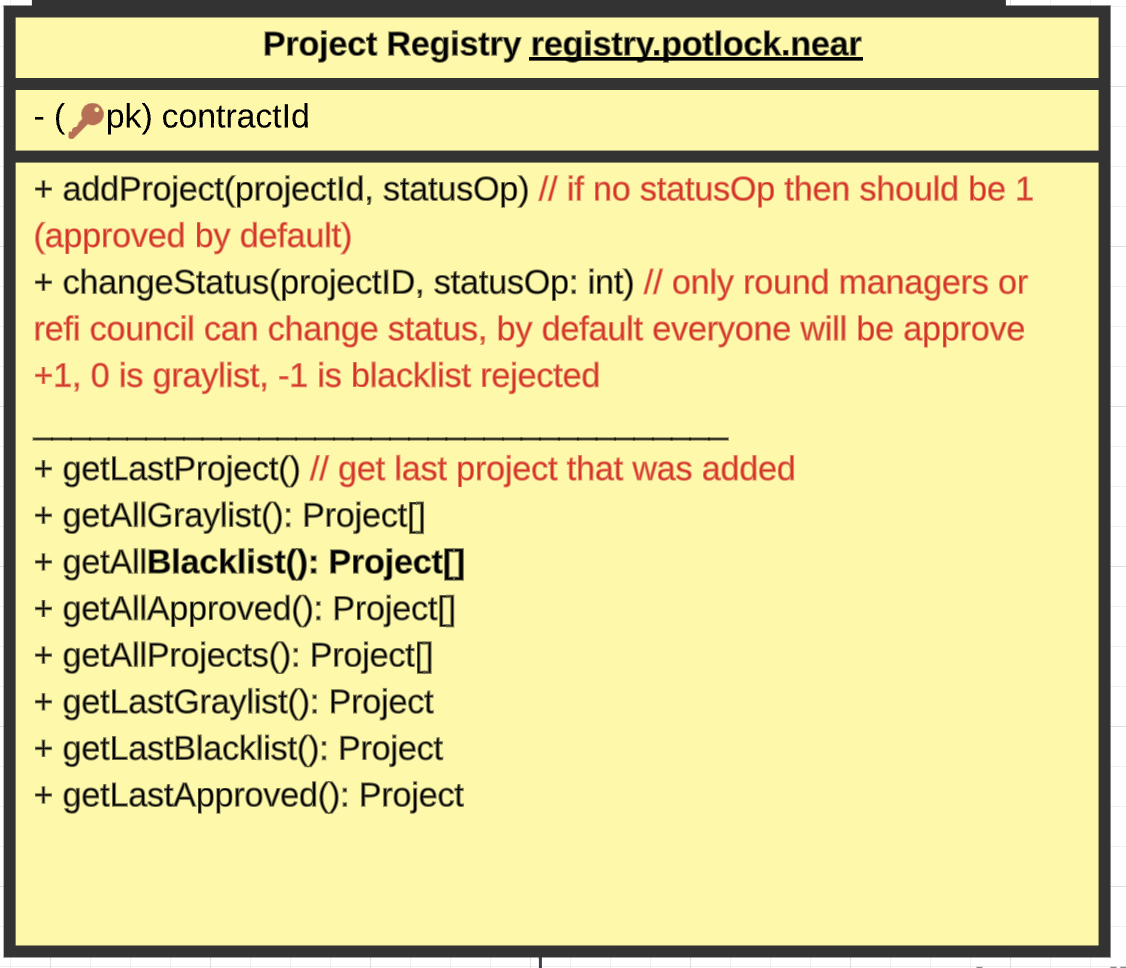 Project Registry registry.potlock.near
- (🔑pk) contractId
+ addProject(projectId, statusOp) // if no statusOp then should be 1
(approved by default)
+ changeStatus(projectID, statusOp: int) // only round managers or
refi council can change status, by default everyone will be approve
+1, 0 is graylist, -1 is blacklist rejected
_____________________________________
+ getLastProject() // get last project that was added
+ getAllGraylist(): Project[]
+ getAllBlacklist(): Project[]
+ getAllApproved(): Project[]
+ getAllProjects(): Project[]
+ getLastGraylist(): Project
+ getLastBlacklist(): Project
+ getLastApproved(): Project